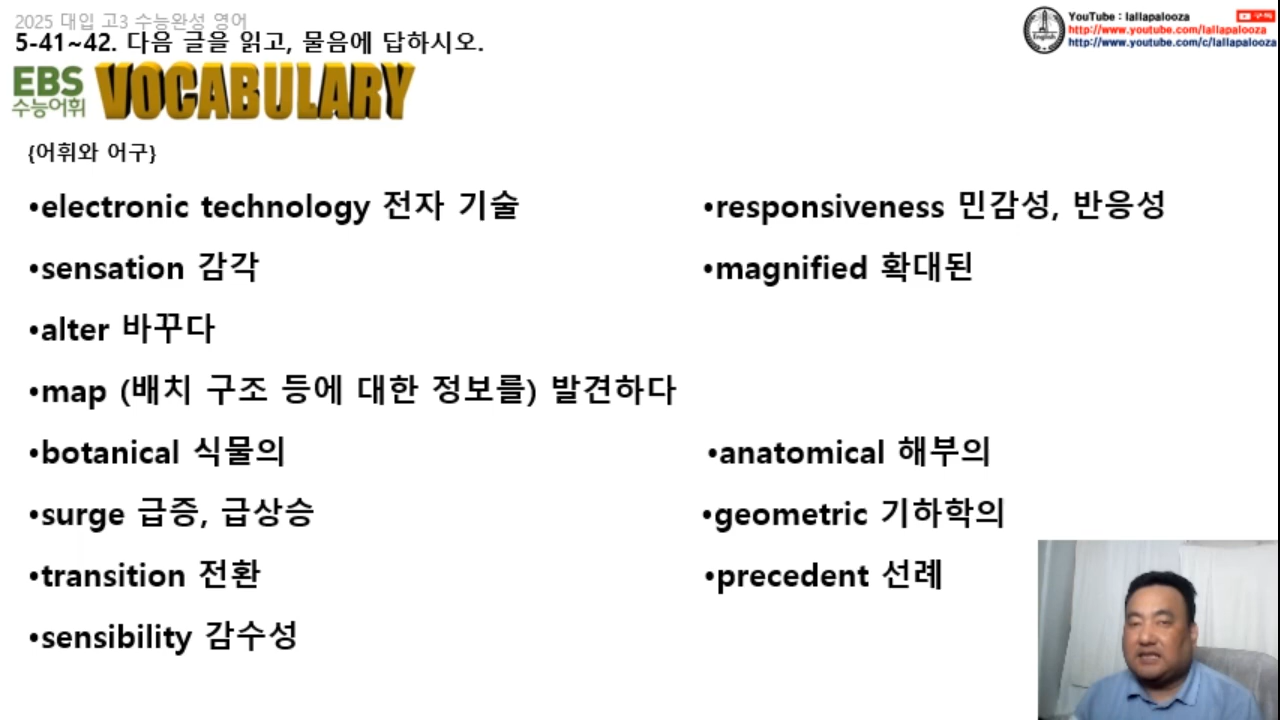 2025 대입 고3 수능완성 영어
5-41~42. 다음 글을 읽고, 물음에 답하시오.
YouTube : lallapalooza
구독
http://www.youtube.com/lallapalooza
http://www.youtube.com/c/lallapalooza
English
EBS
수능어휘
VOCABULARY
{어휘와 어구}
•electronic technology 전자 기술
•responsiveness 민감성, 반응성
•sensation 감각
•magnified 확대된
•alter 바꾸다
•map (배치 구조 등에 대한 정보를) 발견하다
•botanical 식물의
•anatomical 해부의
•surge 급증, 급상승
•geometric 기하학의
•transition 전환
•precedent 선례
•sensibility 감수성